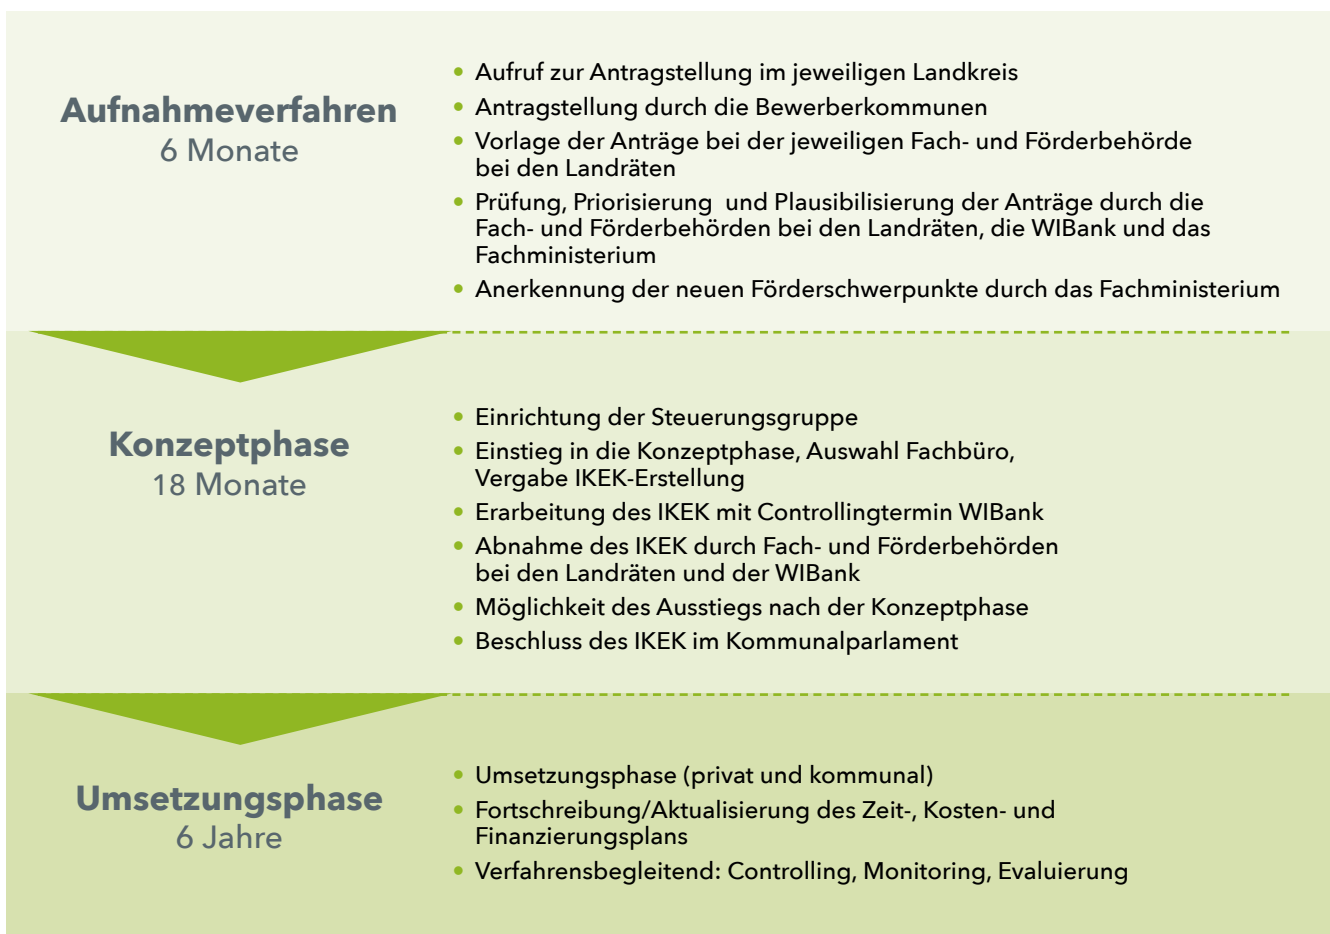 Aufnahmeverfahren
6 Monate
• Aufruf zur Antragstellung im jeweiligen Landkreis
• Antragstellung durch die Bewerberkommunen
• Vorlage der Anträge bei der jeweiligen Fach- und Förderbehörde
bei den Landräten
• Prüfung, Priorisierung und Plausibilisierung der Anträge durch die
Fach- und Förderbehörden bei den Landräten, die WIBank und das
Fachministerium
• Anerkennung der neuen Förderschwerpunkte durch das Fachministerium
Konzeptphase
18 Monate
• Einrichtung der Steuerungsgruppe
• Einstieg in die Konzeptphase, Auswahl Fachbüro,
Vergabe IKEK-Erstellung
• Erarbeitung des IKEK mit Controllingtermin WIBank
• Abnahme des IKEK durch Fach- und Förderbehörden
bei den Landräten und der WIBank
• Möglichkeit des Ausstiegs nach der Konzeptphase
• Beschluss des IKEK im Kommunalparlament
Umsetzungsphase
6 Jahre
• Umsetzungsphase (privat und kommunal)
• Fortschreibung/Aktualisierung des Zeit-, Kosten- und
Finanzierungsplans
• Verfahrensbegleitend: Controlling, Monitoring, Evaluierung